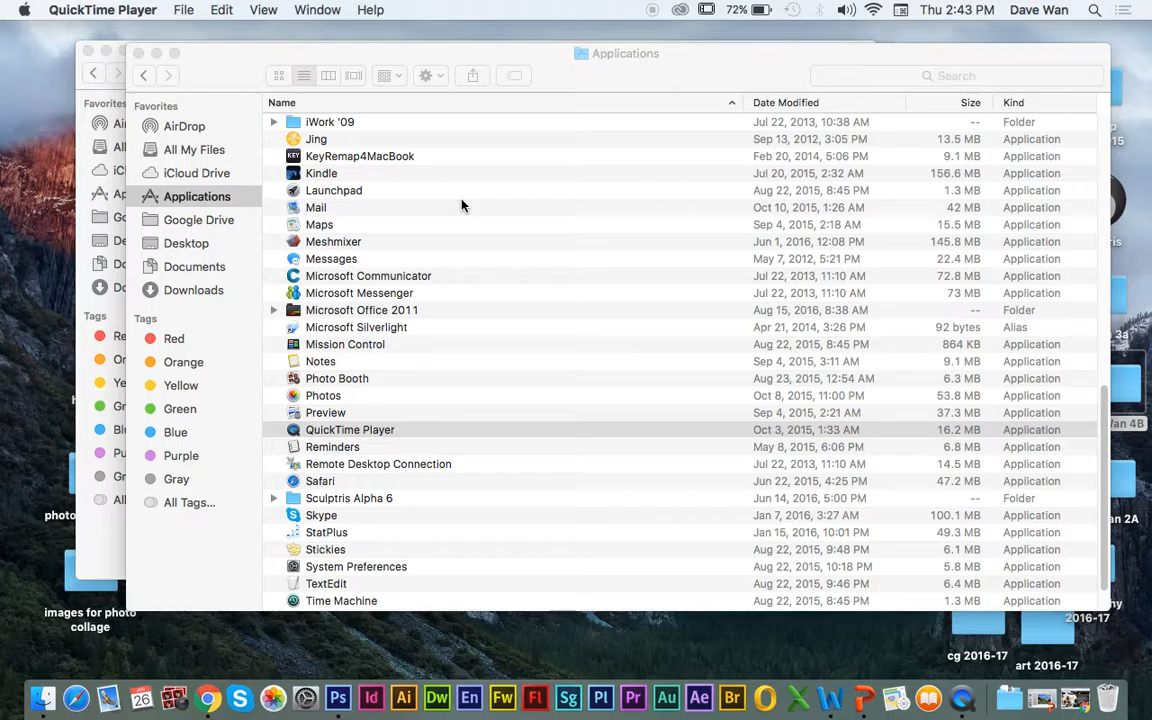 QuickTime Player File Edit View Window Help 72% Thu 2:43 PM Dave Wan
Applications
Search
Favorites
AirDrop
All My Files
iCloud Drive
Applications
Google Drive
Desktop
Documents
Downloads
Tags
Red
Orange
Yellow
Green
Blue
Purple
Gray
All Tags...
Name Date Modified Size Kind
iWork '09 Jul 22, 2013, 10:38 AM -- Folder
Jing Sep 13, 2012, 3:05 PM 13.5 MB Application
KeyRemap4MacBook Feb 20, 2014, 5:06 PM 9.1 MB Application
Kindle Jul 20, 2015, 2:32 AM 156.6 MB Application
Launchpad Aug 22, 2015, 8:45 PM 1.3 MB Application
Mail Oct 10, 2015, 1:26 AM 42 MB Application
Maps Sep 4, 2015, 2:18 AM 15.5 MB Application
Meshmixer Jun 1, 2016, 12:08 PM 145.8 MB Application
Messages May 7, 2012, 5:21 PM 22.4 MB Application
Microsoft Communicator Jul 22, 2013, 11:10 AM 72.8 MB Application
Microsoft Messenger Jul 22, 2013, 11:10 AM 73 MB Application
Microsoft Office 2011 Aug 15, 2016, 8:38 AM -- Folder
Microsoft Silverlight Apr 21, 2014, 3:26 PM 92 bytes Alias
Mission Control Aug 22, 2015, 8:45 PM 864 KB Application
Notes Sep 4, 2015, 3:11 AM 9.1 MB Application
Photo Booth Aug 23, 2015, 12:54 AM 6.3 MB Application
Photos Oct 8, 2015, 11:00 PM 53.8 MB Application
Preview Sep 4, 2015, 2:21 AM 37.3 MB Application
QuickTime Player Oct 3, 2015, 1:33 AM 16.2 MB Application
Reminders May 8, 2015, 6:06 PM 6.8 MB Application
Remote Desktop Connection Jul 22, 2013, 11:10 AM 14.5 MB Application
Safari Jun 22, 2015, 4:25 PM 47.2 MB Application
Sculptris Alpha 6 Jun 14, 2016, 5:00 PM -- Folder
Skype Jan 7, 2016, 3:27 AM 100.1 MB Application
StatPlus Jan 15, 2016, 10:01 PM 49.3 MB Application
Stickies Aug 22, 2015, 9:48 PM 6.1 MB Application
System Preferences Aug 22, 2015, 10:18 PM 5.8 MB Application
TextEdit Aug 22, 2015, 9:46 PM 6.4 MB Application
Time Machine Aug 22, 2015, 8:45 PM 1.3 MB Application
images for photo
collage
cg 2016-17
art 2016-17
2016-17
KEY
26
Ps Id Ai Dw En Fw Fl Sg Pl Pr Au Ae Br